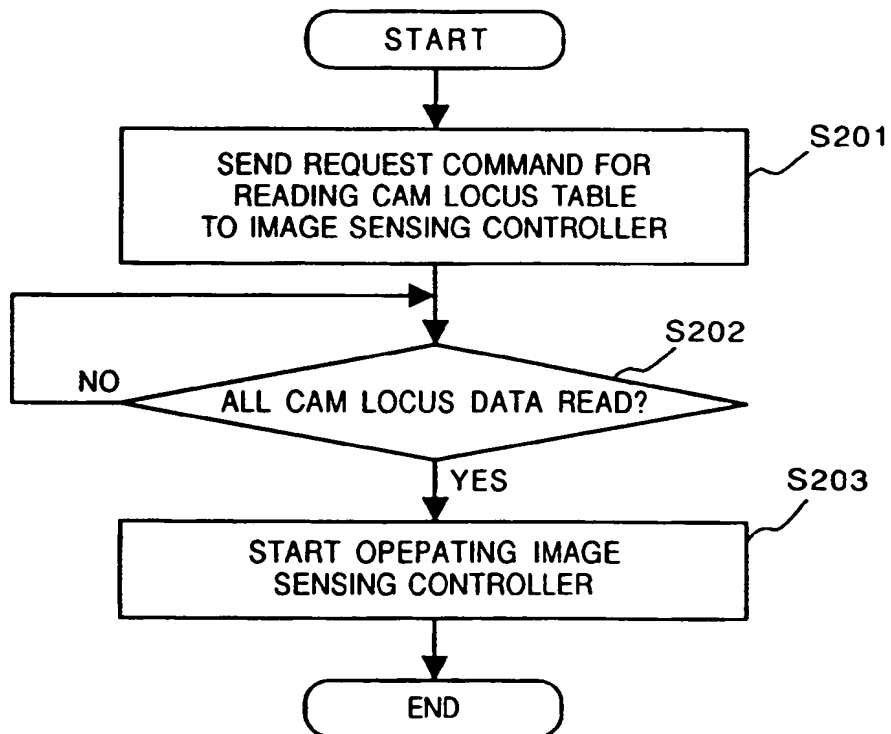 START
S201
SEND REQUEST COMMAND FOR
READING CAM LOCUS TABLE
TO IMAGE SENSING CONTROLLER
S202
NO
ALL CAM LOCUS DATA READ?
YES
S203
START OPEPATING IMAGE
SENSING CONTROLLER
END